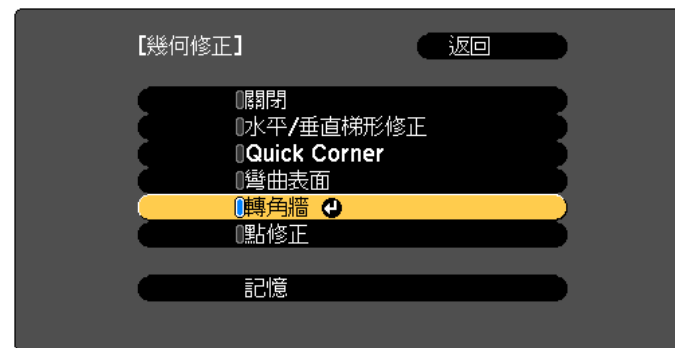 [幾何修正] 返回
關閉
水平/垂直梯形修正
Quick Corner
彎曲表面
轉角牆
點修正
記憶